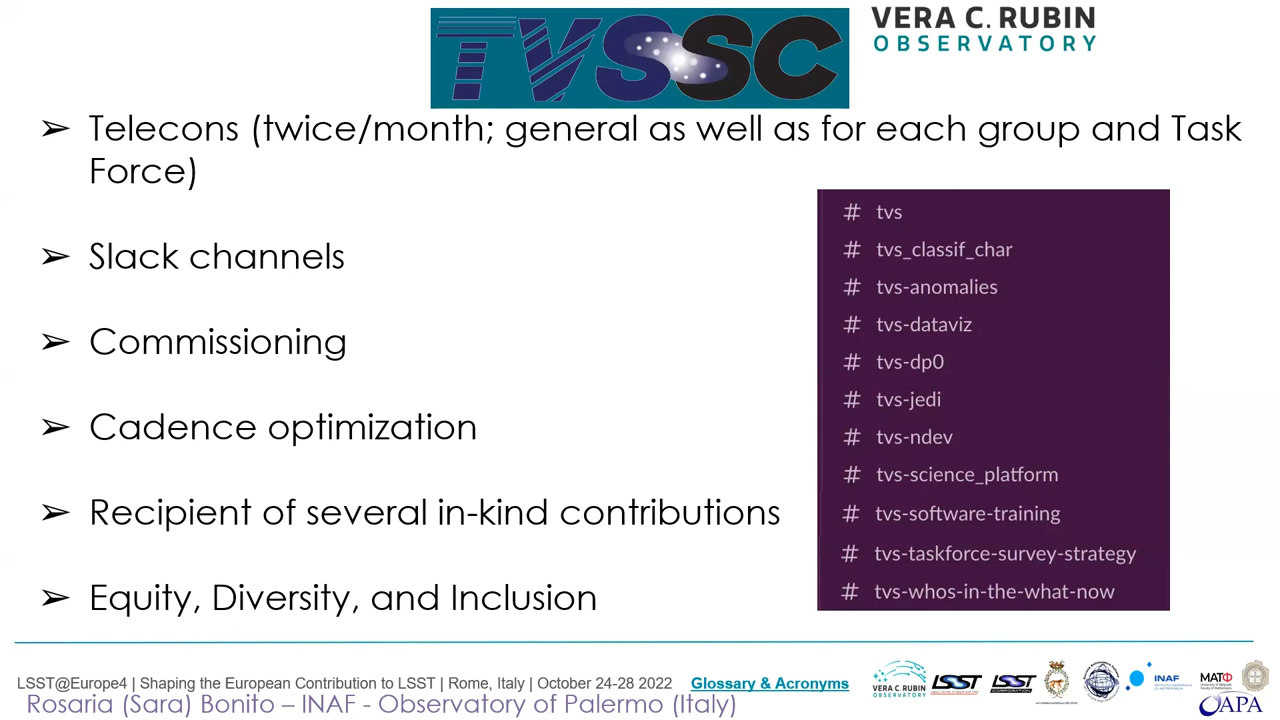 TVSSC
VERA C. RUBIN
OBSERVATORY
➢ Telecons (twice/month; general as well as for each group and Task
Force)
➢ Slack channels
➢ Commissioning
➢ Cadence optimization
➢ Recipient of several in-kind contributions
➢ Equity, Diversity, and Inclusion
# tvs
# tvs_classif_char
# tvs-anomalies
# tvs-dataviz
# tvs-dp0
# tvs-jedi
# tvs-ndev
# tvs-science_platform
# tvs-software-training
# tvs-taskforce-survey-strategy
# tvs-whos-in-the-what-now
LSST@Europe4 | Shaping the European Contribution to LSST | Rome, Italy | October 24-28 2022 Glossary & Acronyms
Rosaria (Sara) Bonito – INAF - Observatory of Palermo (Italy)
VERA C. RUBIN
OBSERVATORY
LSST
LSST
INAF
OAPA